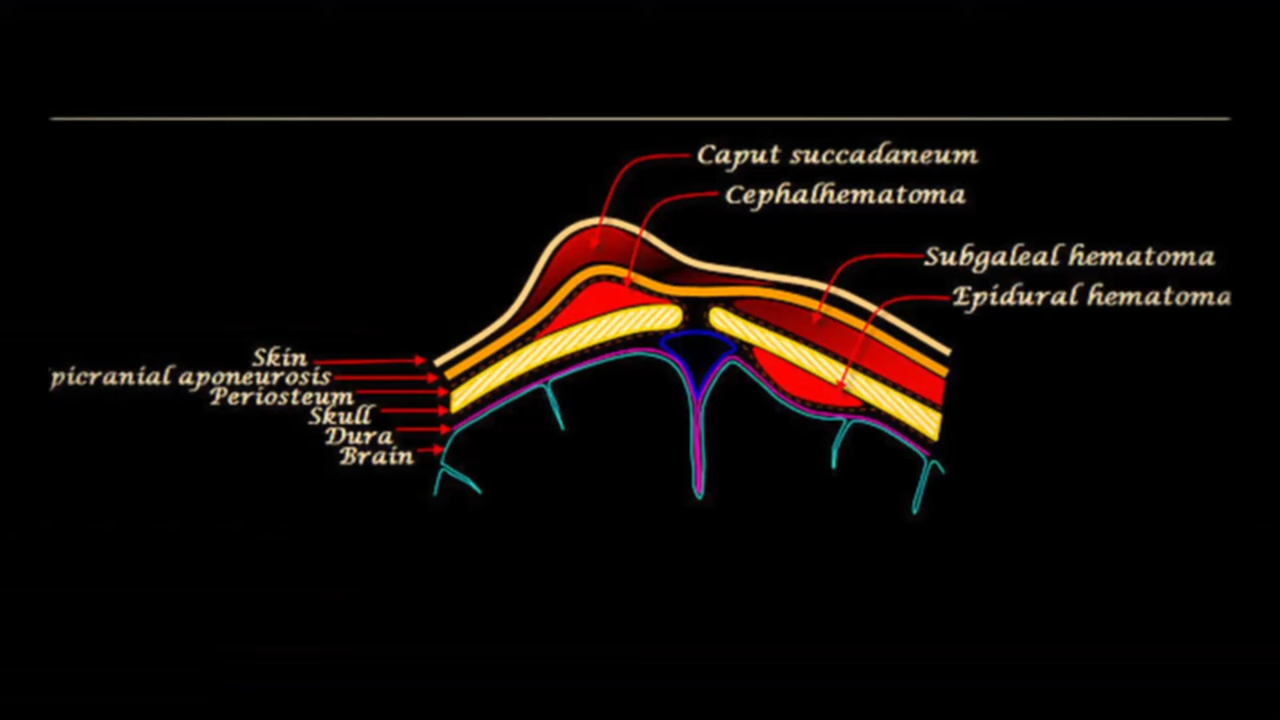 Caput succadaneum
Cephalhematoma
Subgaleal hematoma
Epidural hematoma
Skin
picranial aponeurosis
Periosteum
Skull
Dura
Brain